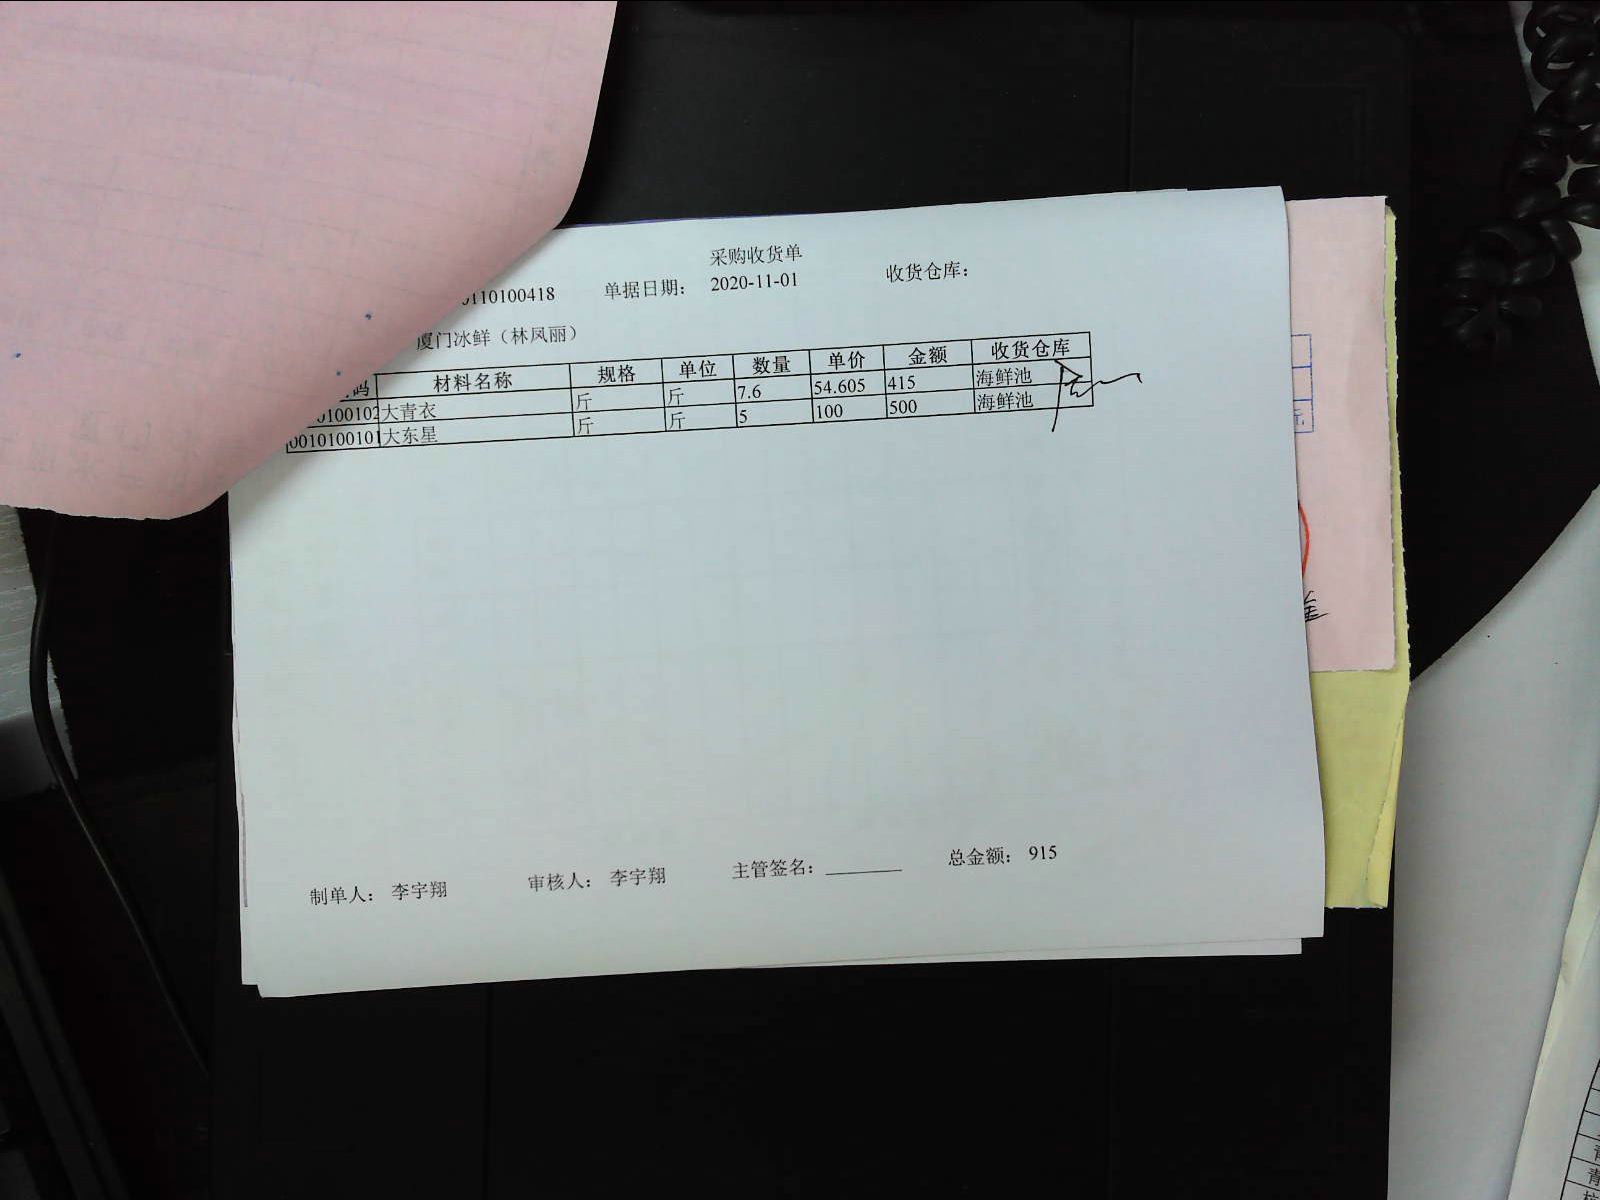 采购收货单
0110100418 单据日期： 2020-11-01 收货仓库：
厦门冰鲜（林凤丽）
码 材料名称 规格 单位 数量 单价 金额 收货仓库
0100102 大青衣 斤 斤 7.6 54.605 415 海鲜池
0010100101 大东星 斤 斤 5 100 500 海鲜池
制单人： 李宇翔 审核人： 李宇翔 主管签名： 总金额： 915
元